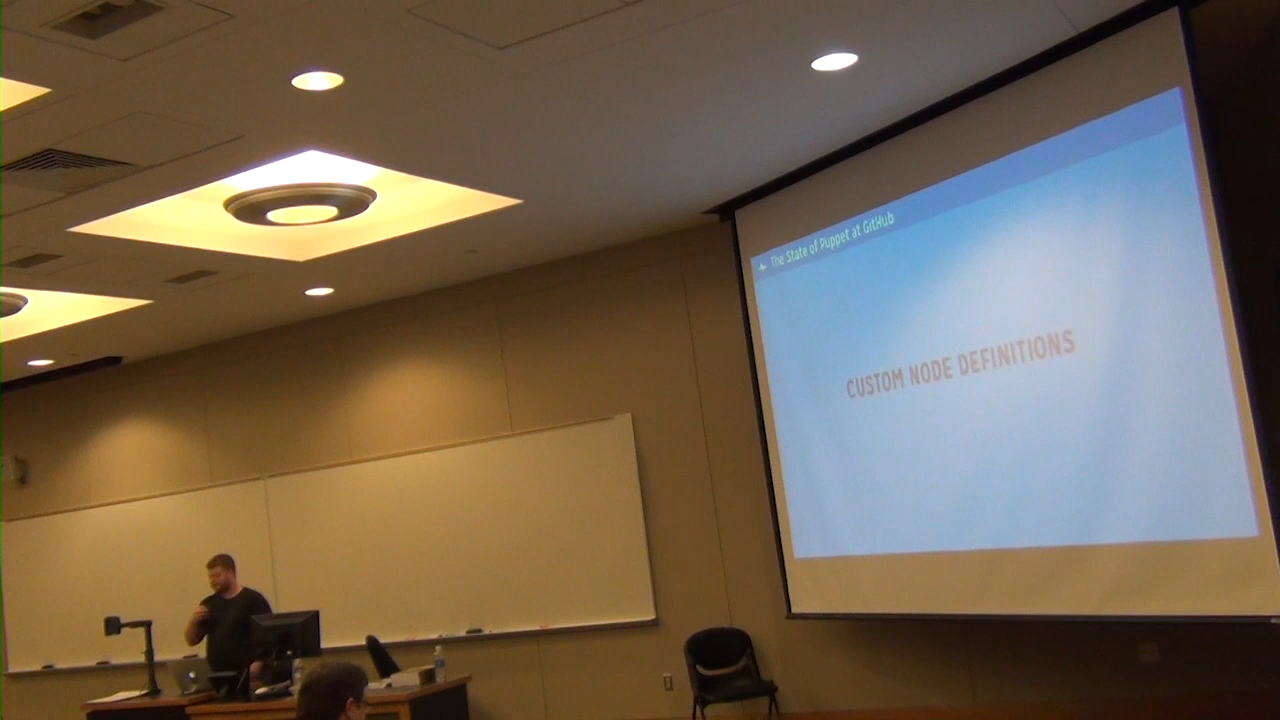 The State of Puppet at GitHub
CUSTOM NODE DEFINITIONS